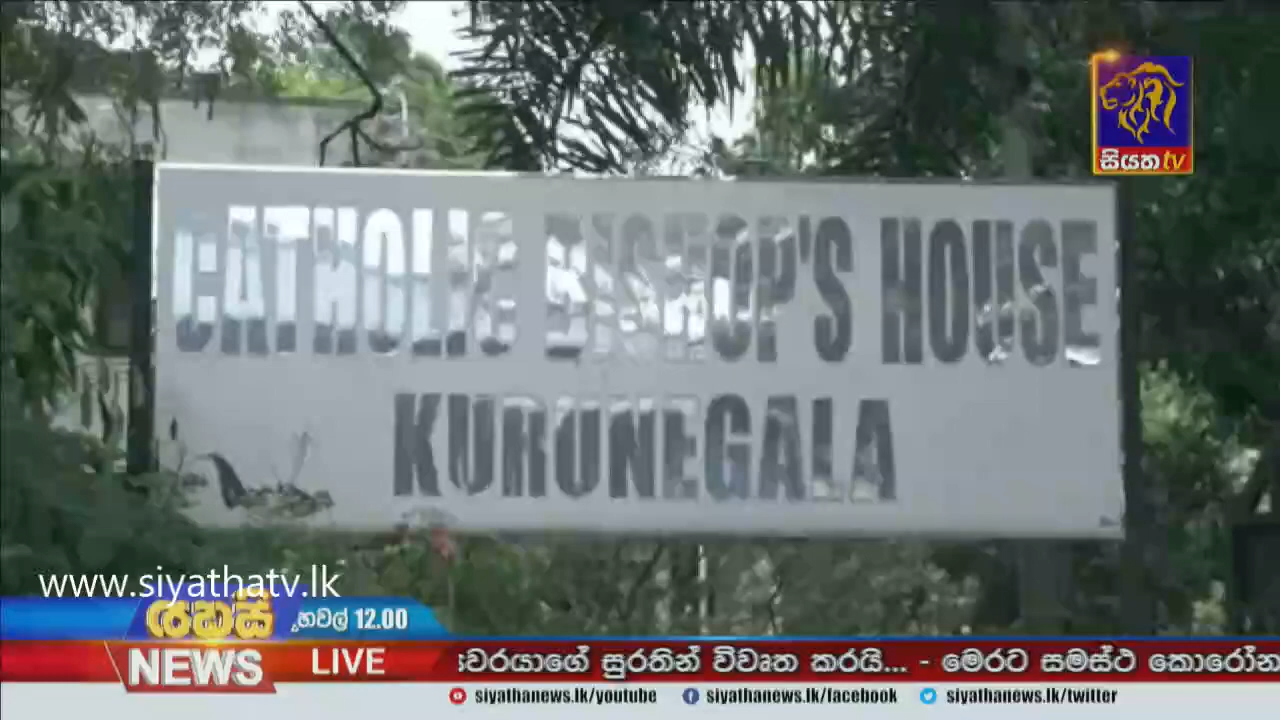 සියත tv
CATHOLIC BISHOP'S HOUSE
KURUNEGALA
www.siyathatv.lk
දහවල් 12.00
NEWS LIVE සුරතින් විවෘත කරයි... - මෙරට සමස්ථ කොරෝන
siyathanews.lk/youtube siyathanews.lk/facebook siyathanews.lk/twitter